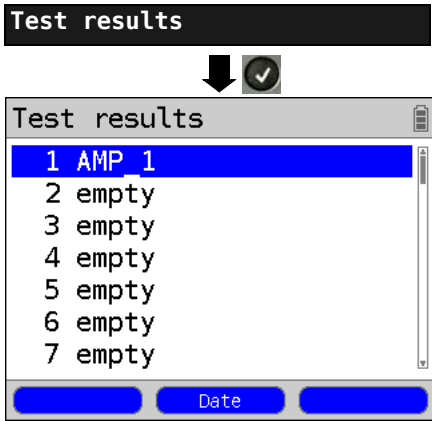 Test results
Test results
1 AMP_1
2 empty
3 empty
4 empty
5 empty
6 empty
7 empty
Date